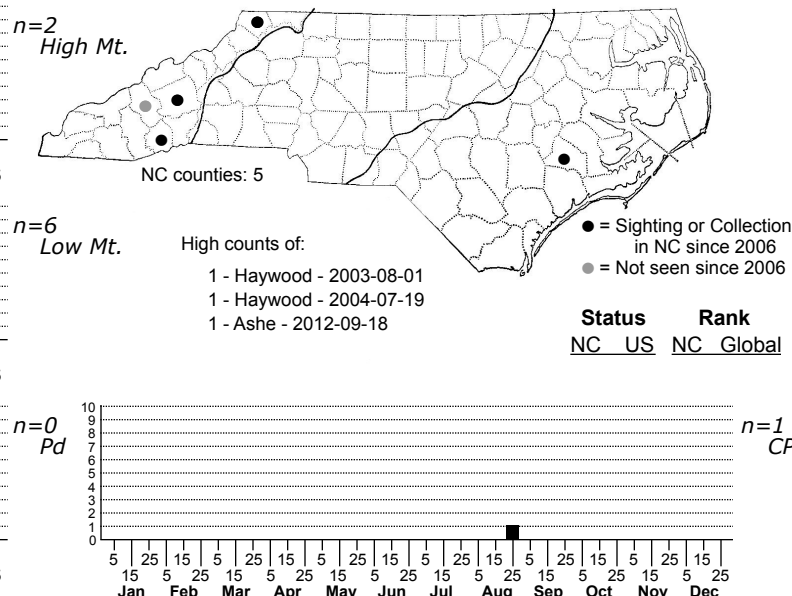 n=2
High Mt.
NC counties: 5
n=6
Low Mt.
High counts of:
1 - Haywood - 2003-08-01
1 - Haywood - 2004-07-19
1 - Ashe - 2012-09-18
● = Sighting or Collection
in NC since 2006
● = Not seen since 2006
Status Rank
NC US NC Global
n=0
Pd
n=1
CP
10
9
8
7
6
5
4
3
2
1
0
5 25 15 5 25 15 5 25 15 5 25 15 5 25 15 5 25 15
15 5 25 15 5 25 15 5 25 15 5 25 15 5 25 15 5 25
Jan Feb Mar Apr May Jun Jul Aug Sep Oct Nov Dec